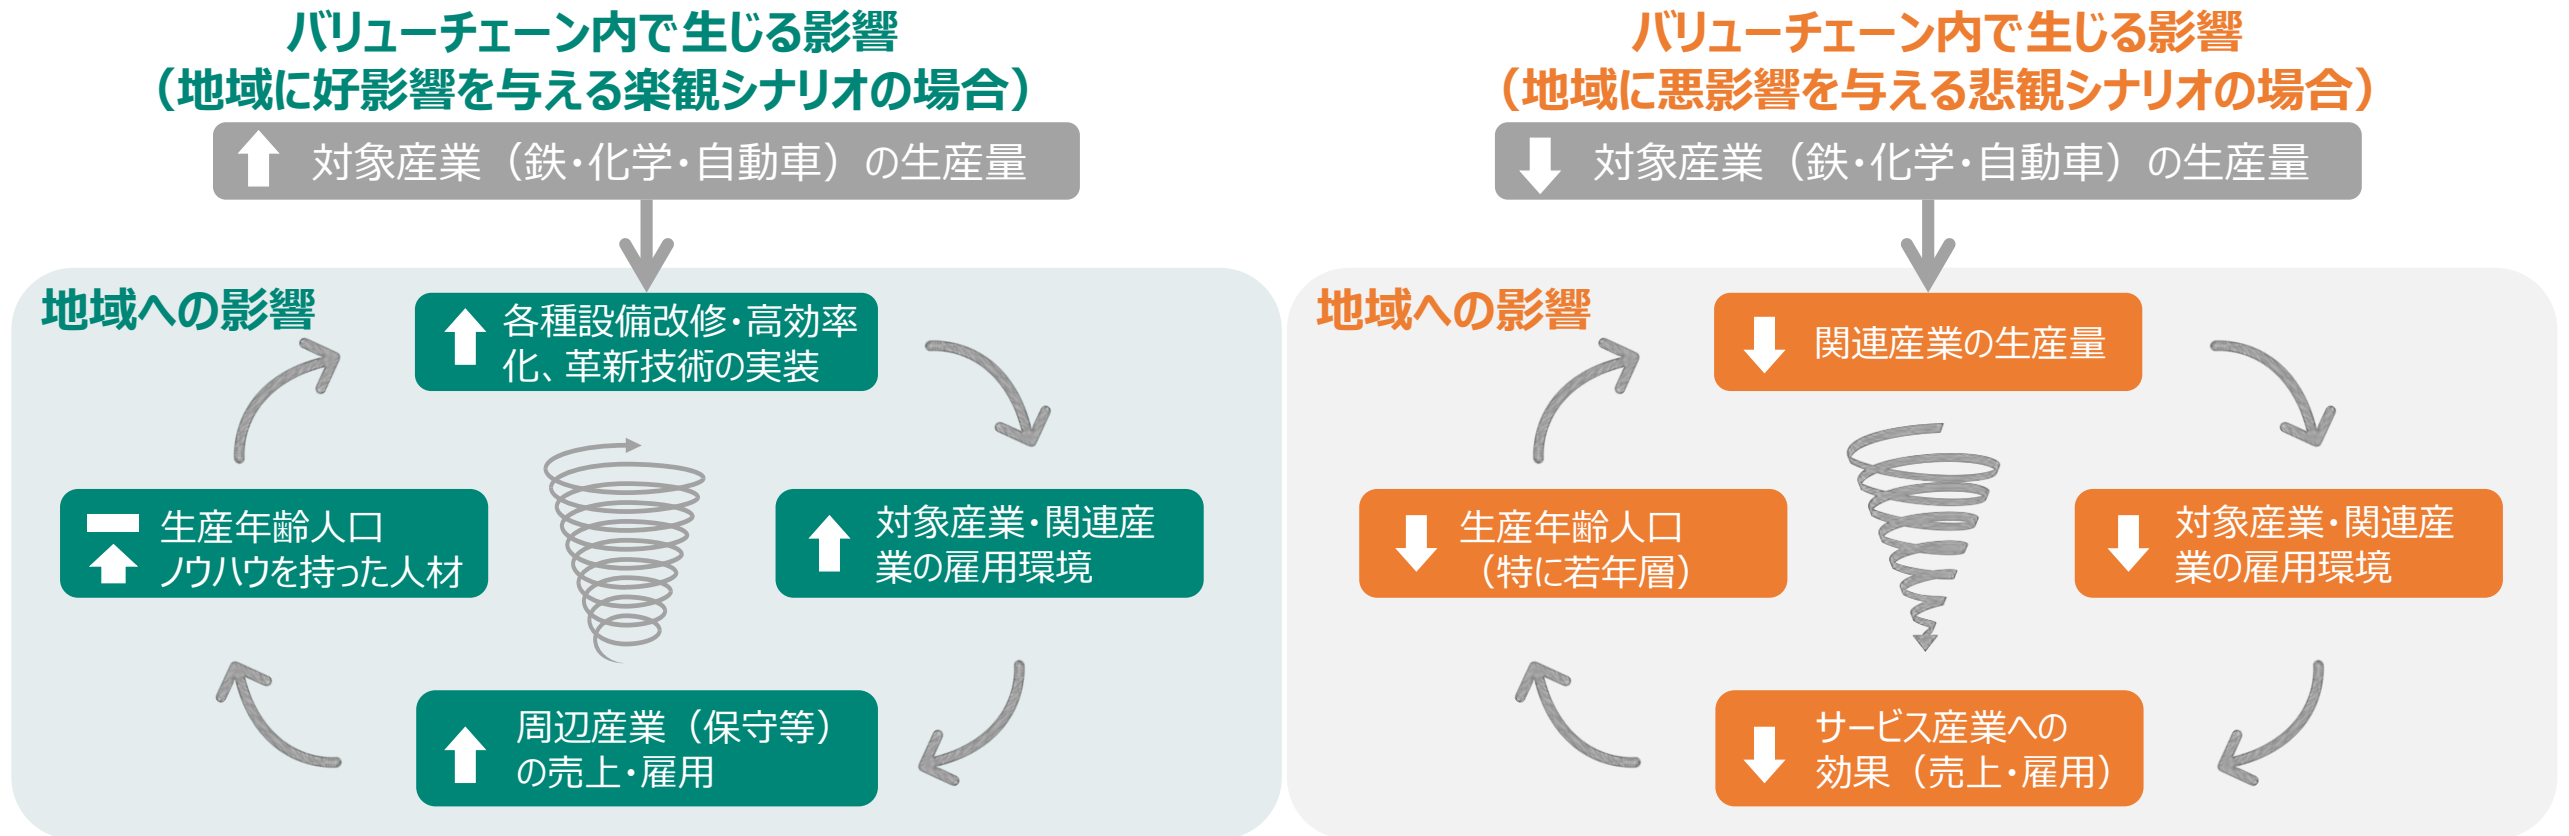 バリューチェーン内で生じる影響
（地域に好影響を与える楽観シナリオの場合）
対象産業（鉄・化学・自動車）の生産量
地域への影響
各種設備改修・高効率
化、革新技術の実装
対象産業・関連産
業の雇用環境
周辺産業（保守等）
の売上・雇用
生産年齢人口
ノウハウを持った人材
バリューチェーン内で生じる影響
（地域に悪影響を与える悲観シナリオの場合）
対象産業（鉄・化学・自動車）の生産量
地域への影響
関連産業の生産量
対象産業・関連産
業の雇用環境
サービス産業への
効果（売上・雇用）
生産年齢人口
（特に若年層）